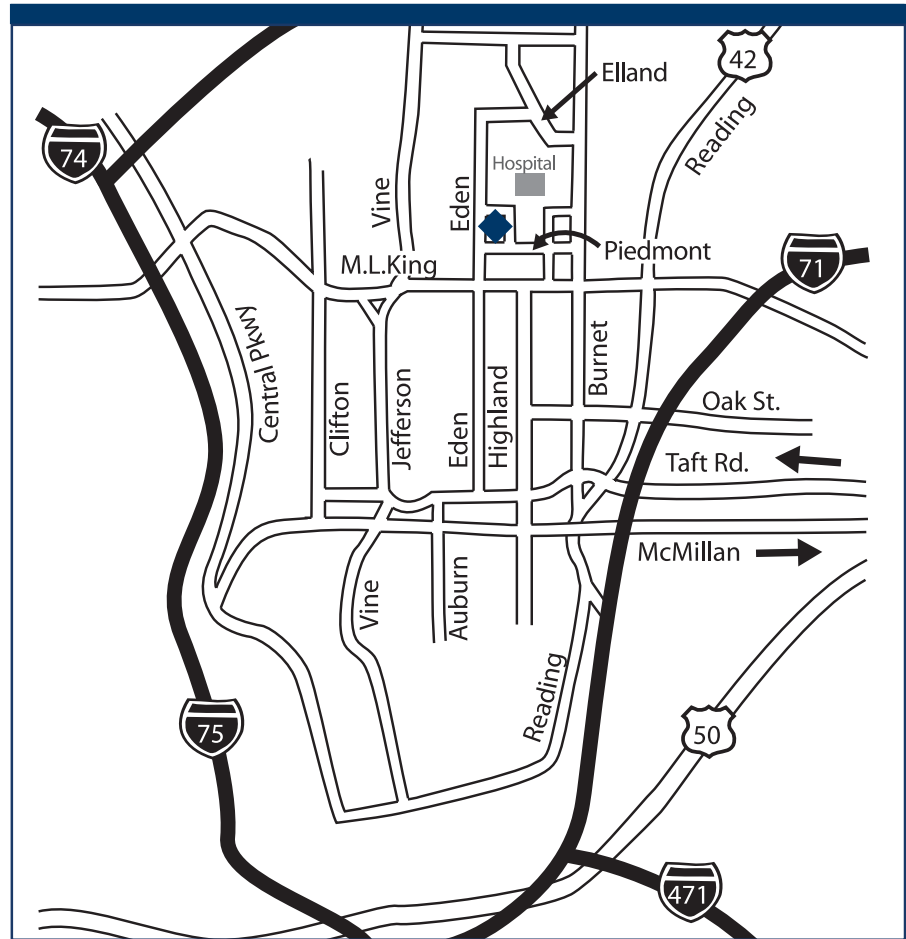 42
Elland
Reading
74
Hospital
Vine
Eden
Piedmont
M.L.King
71
Central Pkwy
Clifton
Jefferson
Eden
Highland
Burnet
Oak St.
Taft Rd.
McMillan
Vine
Auburn
Reading
75
50
471